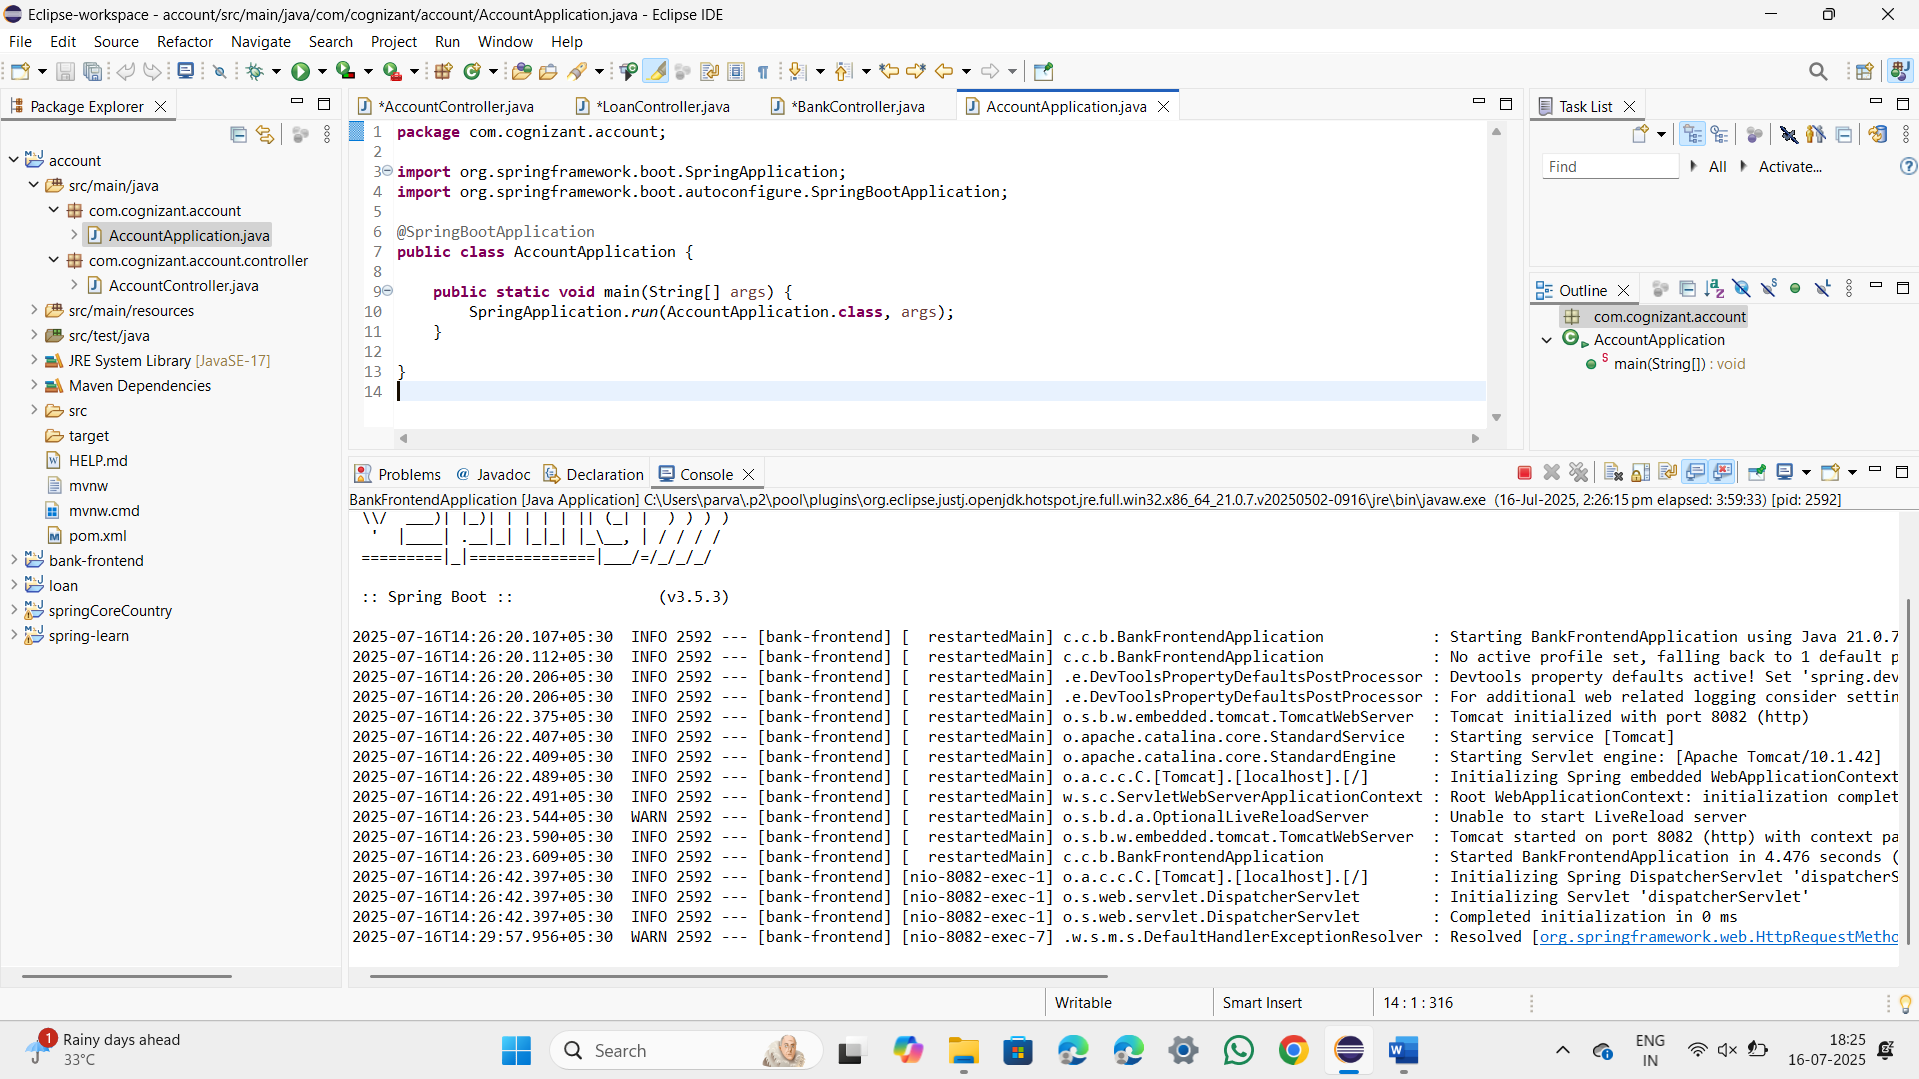 Eclipse-workspace - account/src/main/java/com/cognizant/account/AccountApplication.java - Eclipse IDE
File Edit Source Refactor Navigate Search Project Run Window Help
Package Explorer
account
src/main/java
com.cognizant.account
AccountApplication.java
com.cognizant.account.controller
AccountController.java
src/main/resources
src/test/java
JRE System Library [JavaSE-17]
Maven Dependencies
src
target
HELP.md
mvnw
mvnw.cmd
pom.xml
bank-frontend
loan
springCoreCountry
spring-learn
*AccountController.java *LoanController.java *BankController.java AccountApplication.java
1 package com.cognizant.account;
2
3 import org.springframework.boot.SpringApplication;
4 import org.springframework.boot.autoconfigure.SpringBootApplication;
5
6 @SpringBootApplication
7 public class AccountApplication {
8
9 public static void main(String[] args) {
10 SpringApplication.run(AccountApplication.class, args);
11 }
12
13 }
14
Task List
Find All Activate...
Outline
com.cognizant.account
AccountApplication
main(String[]) : void
Problems Javadoc Declaration Console
BankFrontendApplication [Java Application] C:\Users\parva\.p2\pool\plugins\org.eclipse.justj.openjdk.hotspot.jre.full.win32.x86_64_21.0.7.v20250502-0916\jre\bin\javaw.exe (16-Jul-2025, 2:26:15 pm elapsed: 3:59:33) [pid: 2592]
\\/  ___)| |_)| | | | | || (_| |  ) ) ) )
'  |____| .__|_| |_|_| |_\__, | / / / /
=========|_|==============|___/=/_/_/_/
:: Spring Boot :: (v3.5.3)
2025-07-16T14:26:20.107+05:30 INFO 2592 --- [bank-frontend] [ restartedMain] c.c.b.BankFrontendApplication : Starting BankFrontendApplication using Java 21.0.7
2025-07-16T14:26:20.112+05:30 INFO 2592 --- [bank-frontend] [ restartedMain] c.c.b.BankFrontendApplication : No active profile set, falling back to 1 default p
2025-07-16T14:26:20.206+05:30 INFO 2592 --- [bank-frontend] [ restartedMain] .e.DevToolsPropertyDefaultsPostProcessor : Devtools property defaults active! Set 'spring.dev
2025-07-16T14:26:20.206+05:30 INFO 2592 --- [bank-frontend] [ restartedMain] .e.DevToolsPropertyDefaultsPostProcessor : For additional web related logging consider settin
2025-07-16T14:26:22.375+05:30 INFO 2592 --- [bank-frontend] [ restartedMain] o.s.b.w.embedded.tomcat.TomcatWebServer : Tomcat initialized with port 8082 (http)
2025-07-16T14:26:22.407+05:30 INFO 2592 --- [bank-frontend] [ restartedMain] o.apache.catalina.core.StandardService : Starting service [Tomcat]
2025-07-16T14:26:22.409+05:30 INFO 2592 --- [bank-frontend] [ restartedMain] o.apache.catalina.core.StandardEngine : Starting Servlet engine: [Apache Tomcat/10.1.42]
2025-07-16T14:26:22.489+05:30 INFO 2592 --- [bank-frontend] [ restartedMain] o.a.c.c.C.[Tomcat].[localhost].[/] : Initializing Spring embedded WebApplicationContext
2025-07-16T14:26:22.491+05:30 INFO 2592 --- [bank-frontend] [ restartedMain] w.s.c.ServletWebServerApplicationContext : Root WebApplicationContext: initialization complet
2025-07-16T14:26:23.544+05:30 WARN 2592 --- [bank-frontend] [ restartedMain] o.s.b.d.a.OptionalLiveReloadServer : Unable to start LiveReload server
2025-07-16T14:26:23.590+05:30 INFO 2592 --- [bank-frontend] [ restartedMain] o.s.b.w.embedded.tomcat.TomcatWebServer : Tomcat started on port 8082 (http) with context pa
2025-07-16T14:26:23.609+05:30 INFO 2592 --- [bank-frontend] [ restartedMain] c.c.b.BankFrontendApplication : Started BankFrontendApplication in 4.476 seconds (
2025-07-16T14:26:42.397+05:30 INFO 2592 --- [bank-frontend] [nio-8082-exec-1] o.a.c.c.C.[Tomcat].[localhost].[/] : Initializing Spring DispatcherServlet 'dispatcherS
2025-07-16T14:26:42.397+05:30 INFO 2592 --- [bank-frontend] [nio-8082-exec-1] o.s.web.servlet.DispatcherServlet : Initializing Servlet 'dispatcherServlet'
2025-07-16T14:26:42.397+05:30 INFO 2592 --- [bank-frontend] [nio-8082-exec-1] o.s.web.servlet.DispatcherServlet : Completed initialization in 0 ms
2025-07-16T14:29:57.956+05:30 WARN 2592 --- [bank-frontend] [nio-8082-exec-7] .w.s.m.s.DefaultHandlerExceptionResolver : Resolved [org.springframework.web.HttpRequestMetho
Writable Smart Insert 14 : 1 : 316
1 Rainy days ahead
33°C
Search
ENG
IN
18:25
16-07-2025